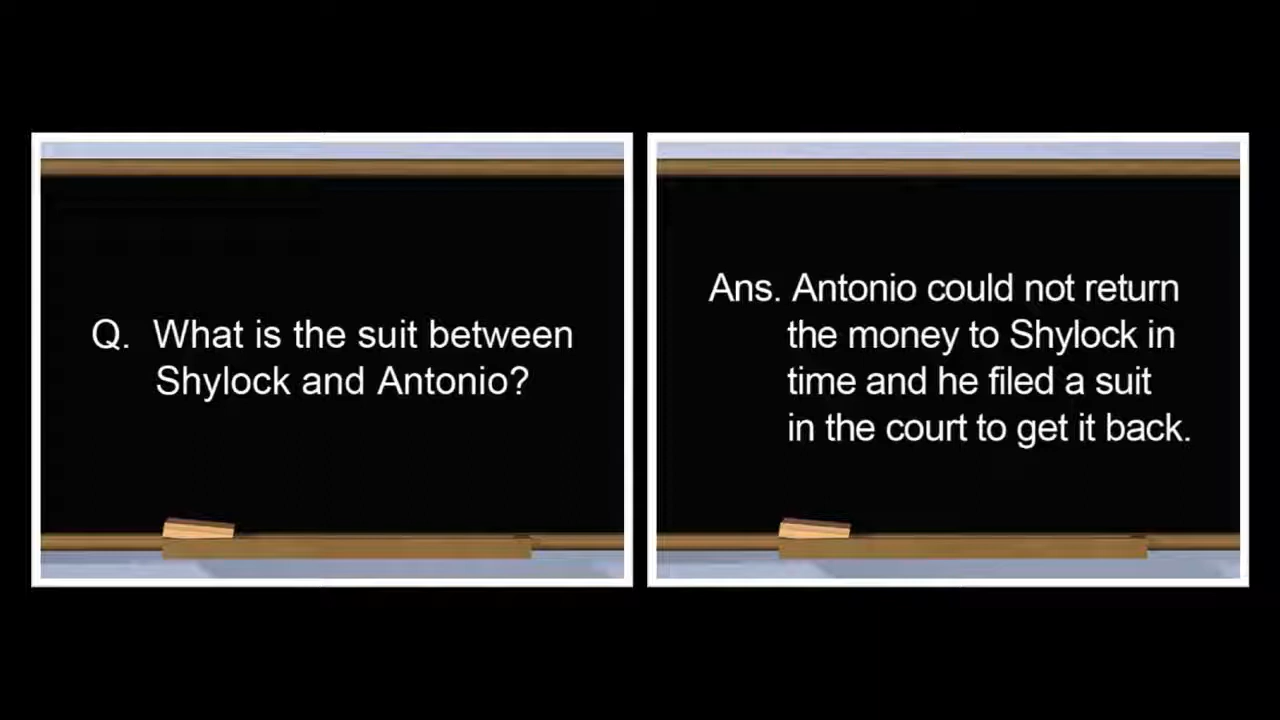 Q. What is the suit between
Shylock and Antonio?
Ans. Antonio could not return
the money to Shylock in
time and he filed a suit
in the court to get it back.